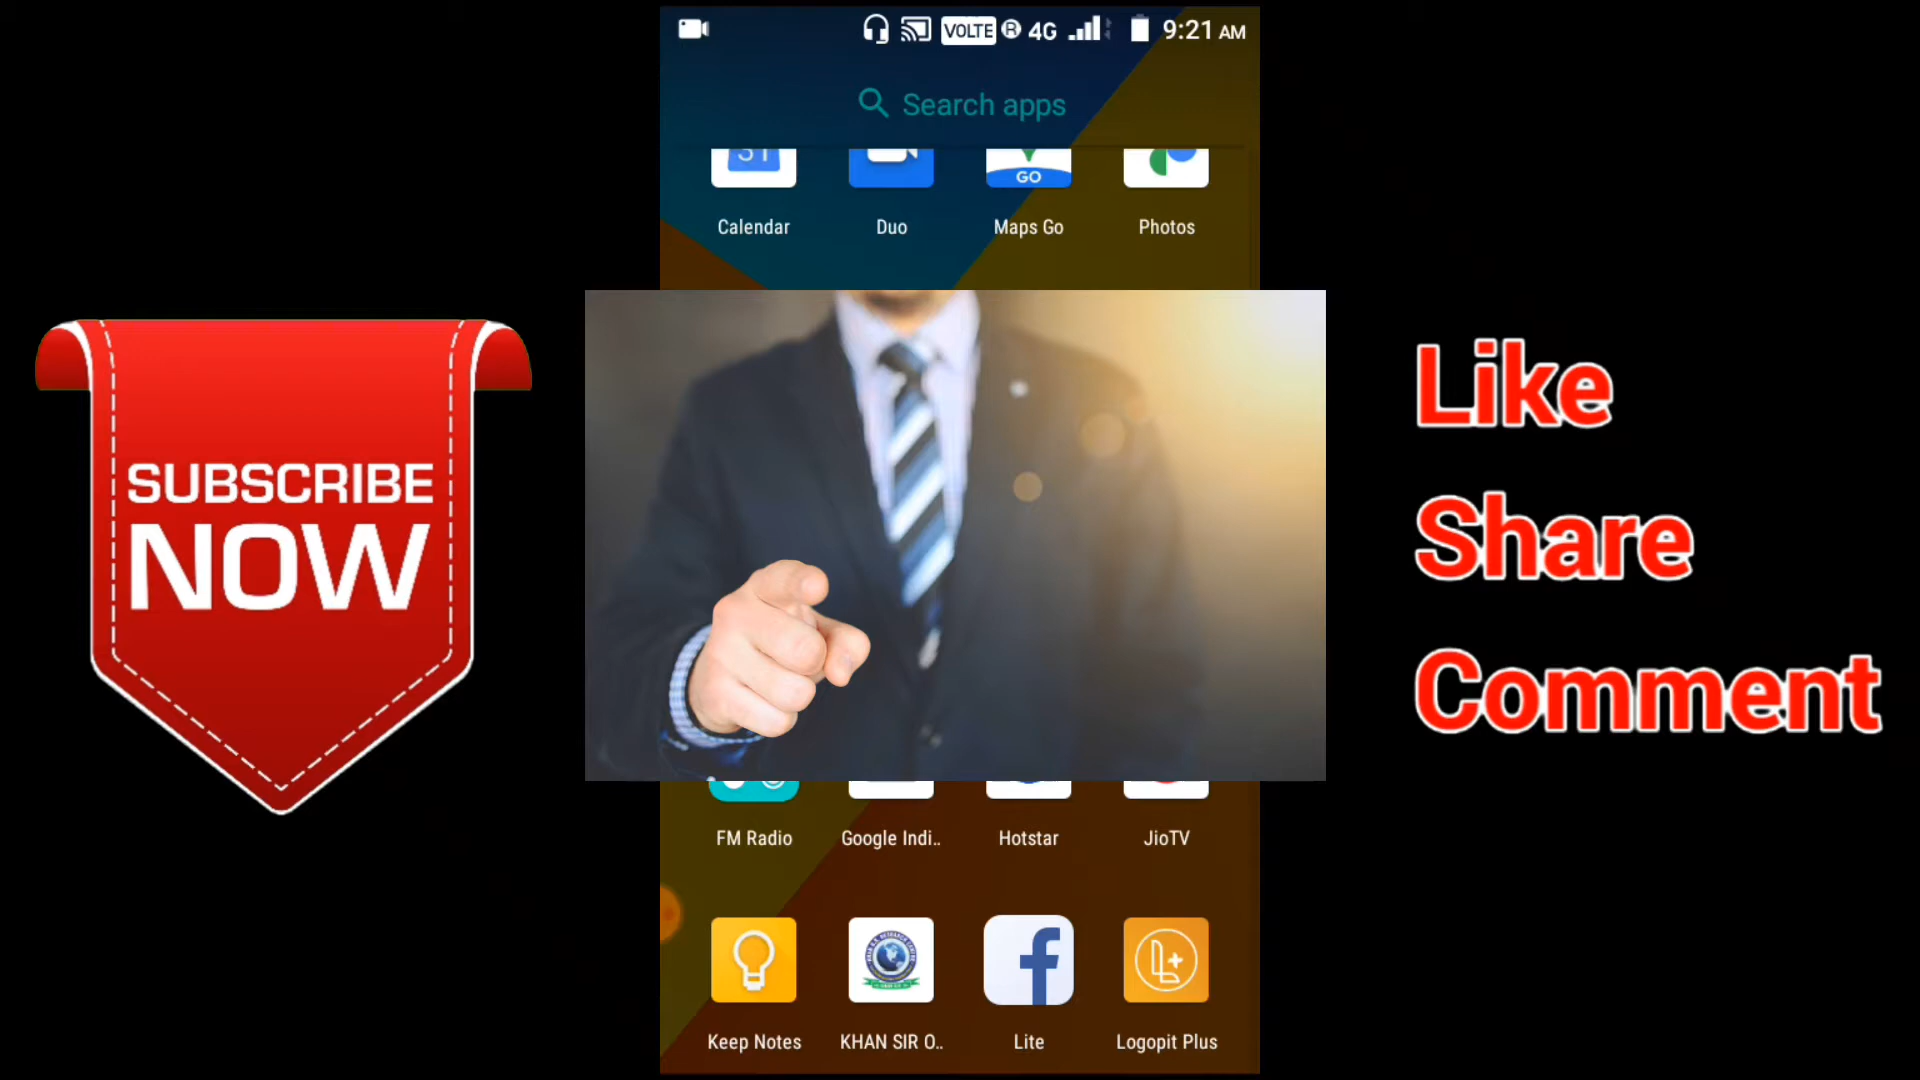 VOLTE R 4G 9:21 AM
Search apps
31
GO
Calendar Duo Maps Go Photos
SUBSCRIBE
NOW
Like
Share
Comment
FM Radio Google Indi.. Hotstar JioTV
Keep Notes KHAN SIR O.. Lite Logopit Plus